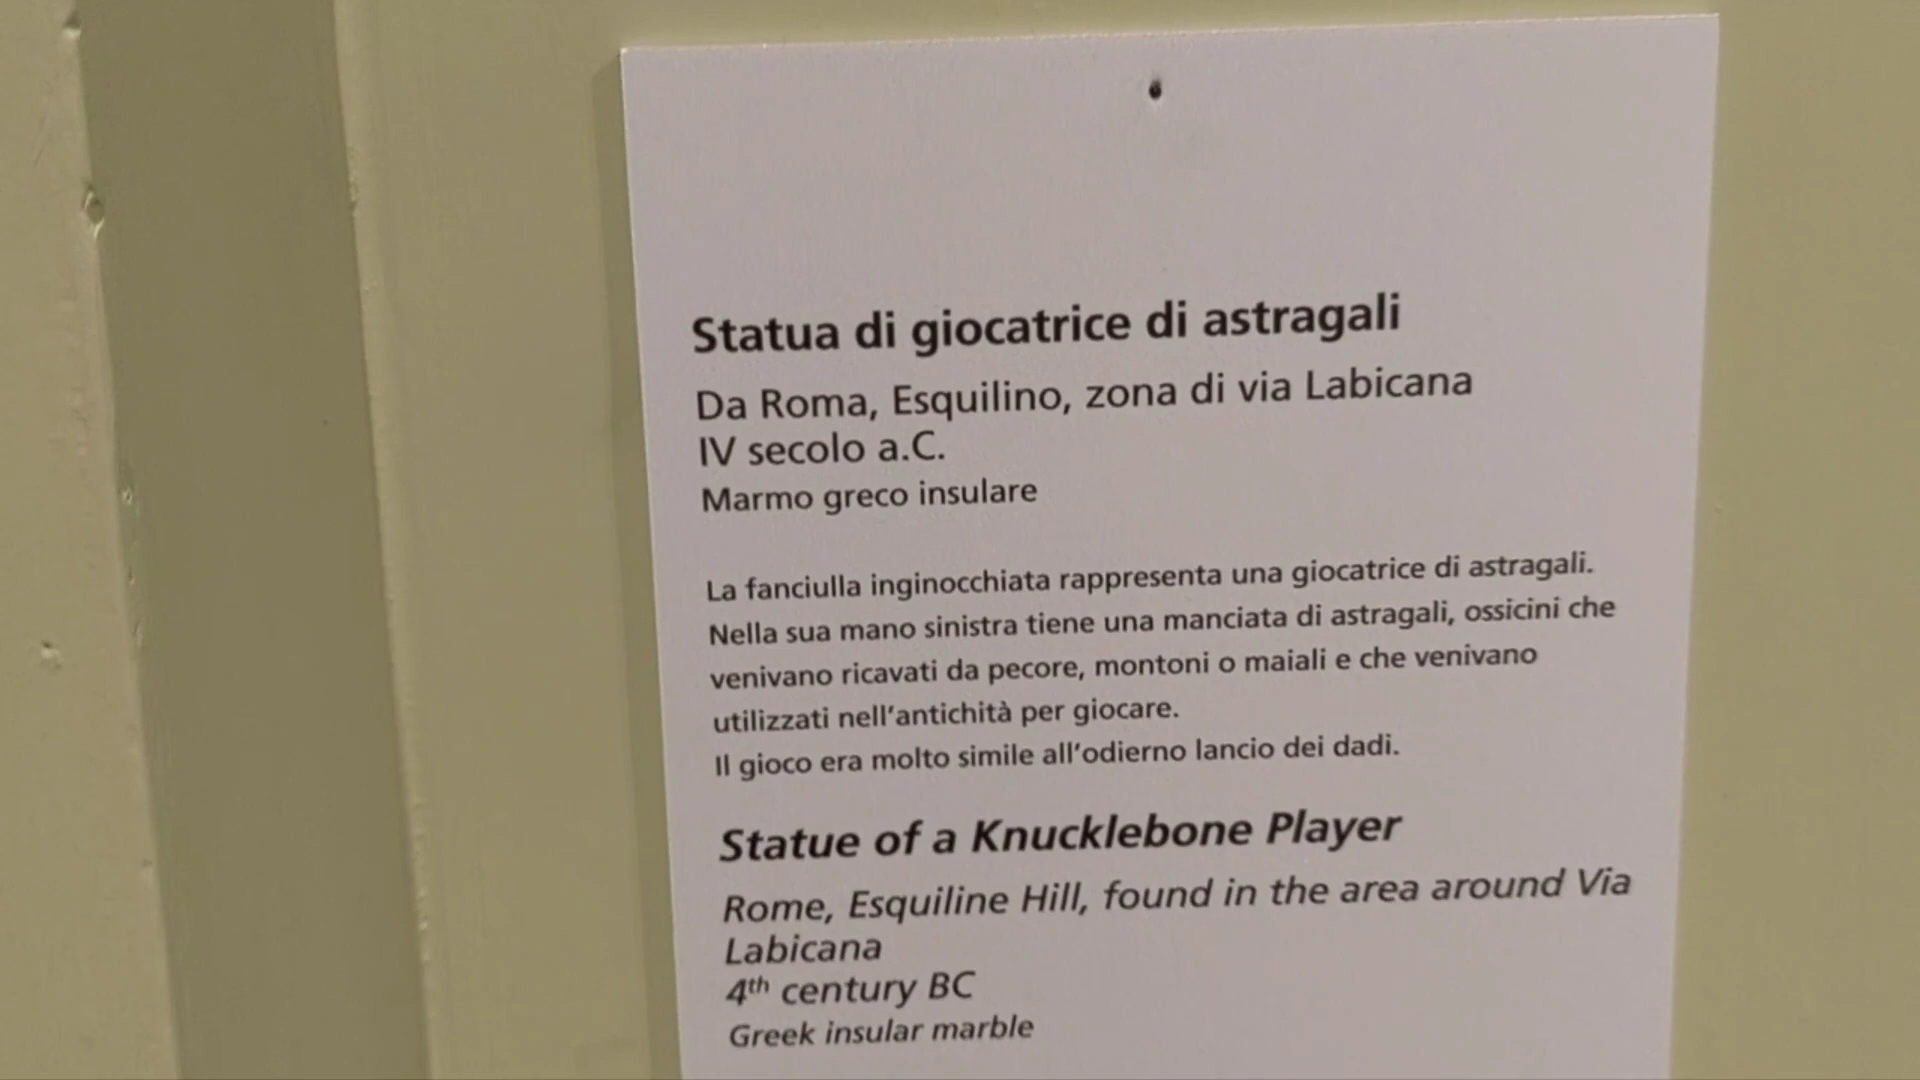 Statua di giocatrice di astragali
Da Roma, Esquilino, zona di via Labicana
IV secolo a.C.
Marmo greco insulare
La fanciulla inginocchiata rappresenta una giocatrice di astragali.
Nella sua mano sinistra tiene una manciata di astragali, ossicini che
venivano ricavati da pecore, montoni o maiali e che venivano
utilizzati nell'antichità per giocare.
Il gioco era molto simile all'odierno lancio dei dadi.
Statue of a Knucklebone Player
Rome, Esquiline Hill, found in the area around Via
Labicana
4th century BC
Greek insular marble